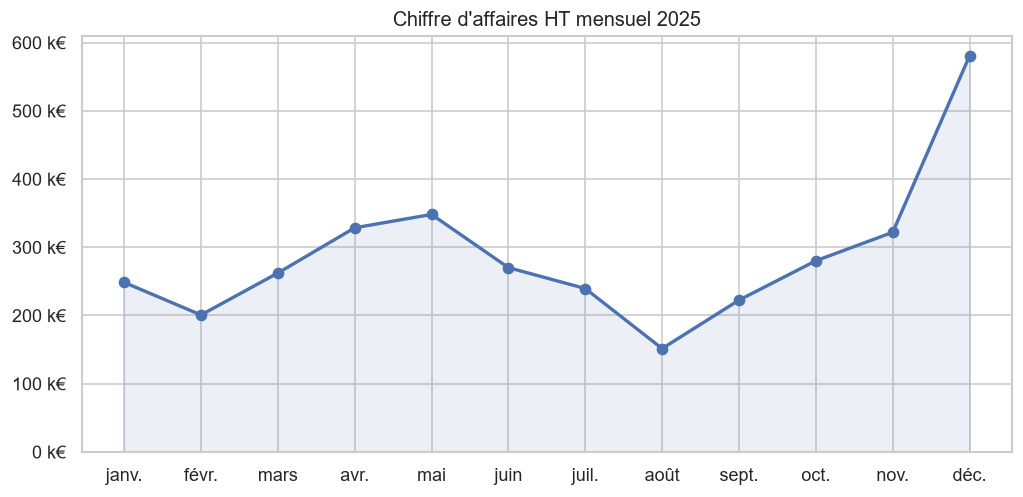 Chiffre d'affaires HT mensuel 2025
600 k€
500 k€
400 k€
300 k€
200 k€
100 k€
0 k€
janv. févr. mars avr. mai juin juil. août sept. oct. nov. déc.